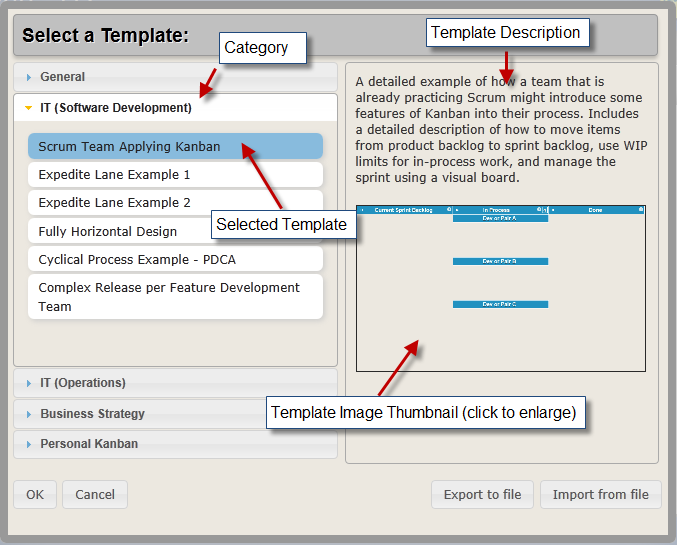 Select a Template:
Category
Template Description
General
IT (Software Development)
Scrum Team Applying Kanban
Expedite Lane Example 1
Expedite Lane Example 2
Fully Horizontal Design
Cyclical Process Example - PDCA
Complex Release per Feature Development
Team
Selected Template
IT (Operations)
Business Strategy
Personal Kanban
A detailed example of how a team that is
already practicing Scrum might introduce some
features of Kanban into their process. Includes
a detailed description of how to move items
from product backlog to sprint backlog, use WIP
limits for in-process work, and manage the
sprint using a visual board.
Current Sprint Backlog
In Process
Done
Dev or Pair A
Dev or Pair B
Dev or Pair C
Template Image Thumbnail (click to enlarge)
OK
Cancel
Export to file
Import from file